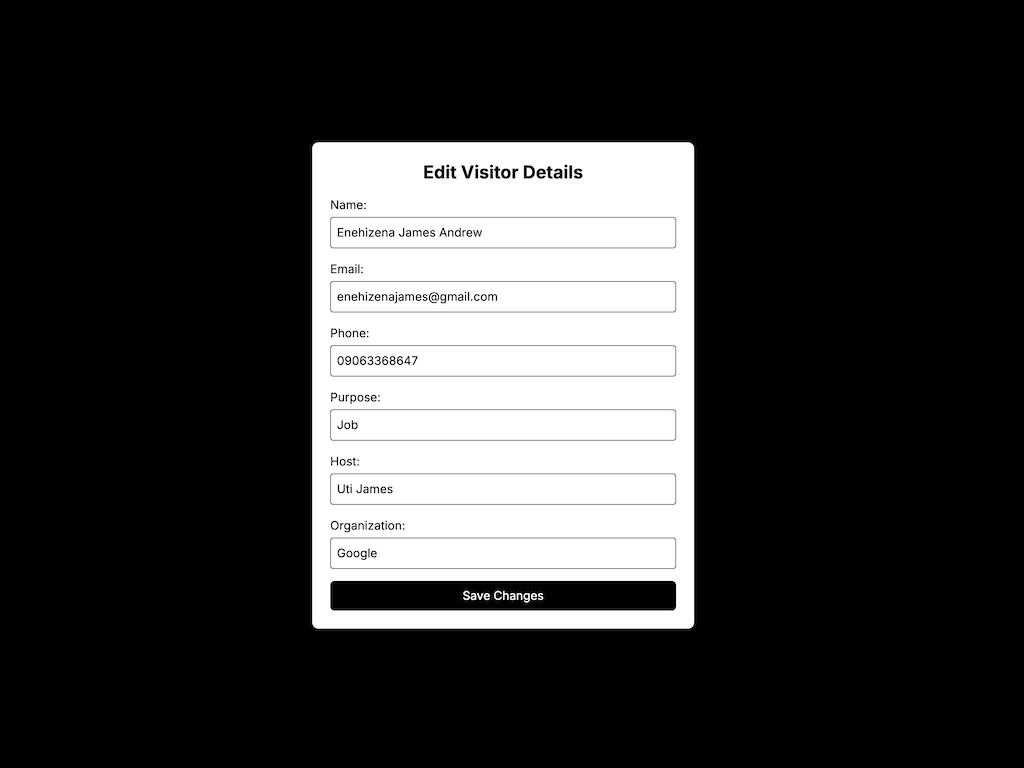 Edit Visitor Details
Name:
Enehizena James Andrew
Email:
enehizenajames@gmail.com
Phone:
09063368647
Purpose:
Job
Host:
Uti James
Organization:
Google
Save Changes